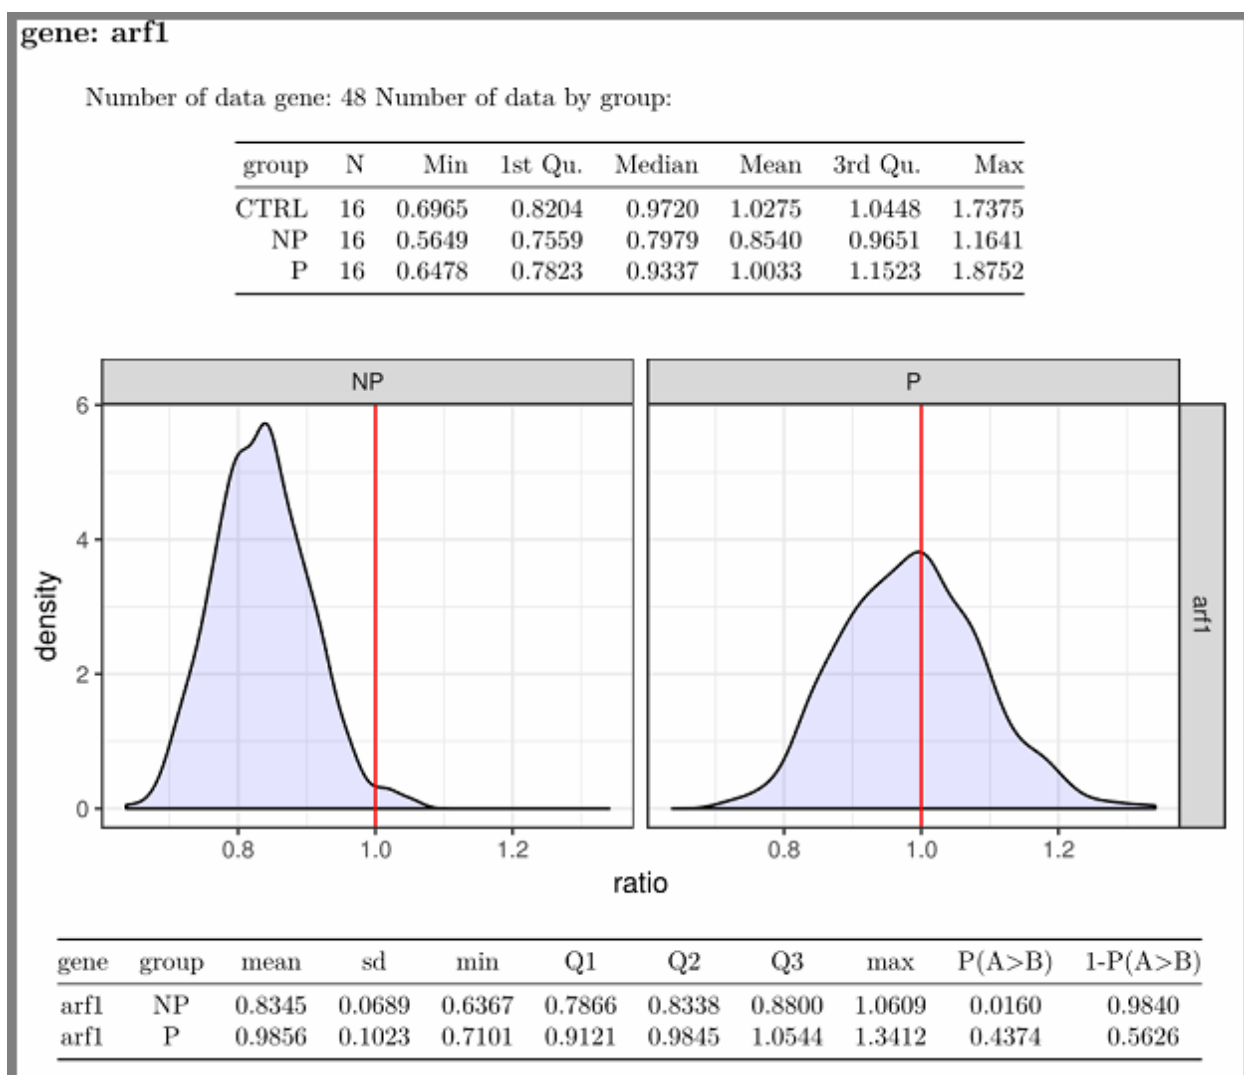 gene: arf1
Number of data gene: 48 Number of data by group:
group N Min 1st Qu. Median Mean 3rd Qu. Max
CTRL 16 0.6965 0.8204 0.9720 1.0275 1.0448 1.7375
NP 16 0.5649 0.7559 0.7979 0.8540 0.9651 1.1641
P 16 0.6478 0.7823 0.9337 1.0033 1.1523 1.8752
NP P
6
4
2
0
density
arf1
0.8 1.0 1.2 0.8 1.0 1.2
ratio
gene group mean sd min Q1 Q2 Q3 max P(A>B) 1-P(A>B)
arf1 NP 0.8345 0.0689 0.6367 0.7866 0.8338 0.8800 1.0609 0.0160 0.9840
arf1 P 0.9856 0.1023 0.7101 0.9121 0.9845 1.0544 1.3412 0.4374 0.5626